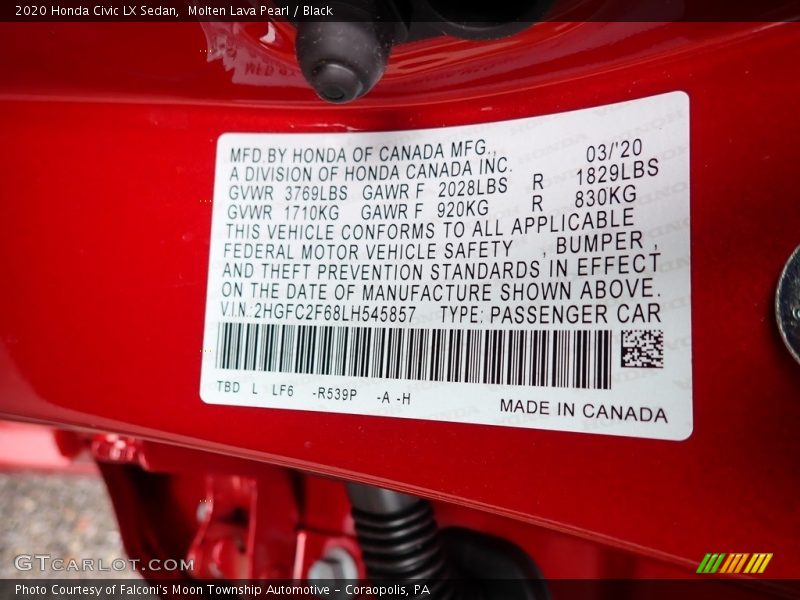 2020 Honda Civic LX Sedan, Molten Lava Pearl / Black
MFD.BY HONDA OF CANADA MFG., 03/'20
A DIVISION OF HONDA CANADA INC.
GVWR 3769LBS GAWR F 2028LBS R 1829LBS
GVWR 1710KG GAWR F 920KG R 830KG
THIS VEHICLE CONFORMS TO ALL APPLICABLE
FEDERAL MOTOR VEHICLE SAFETY , BUMPER ,
AND THEFT PREVENTION STANDARDS IN EFFECT
ON THE DATE OF MANUFACTURE SHOWN ABOVE.
V.I.N.:2HGFC2F68LH545857 TYPE: PASSENGER CAR
TBD L LF6 -R539P -A -H
MADE IN CANADA
GTCARLOT.COM
Photo Courtesy of Falconi's Moon Township Automotive - Coraopolis, PA